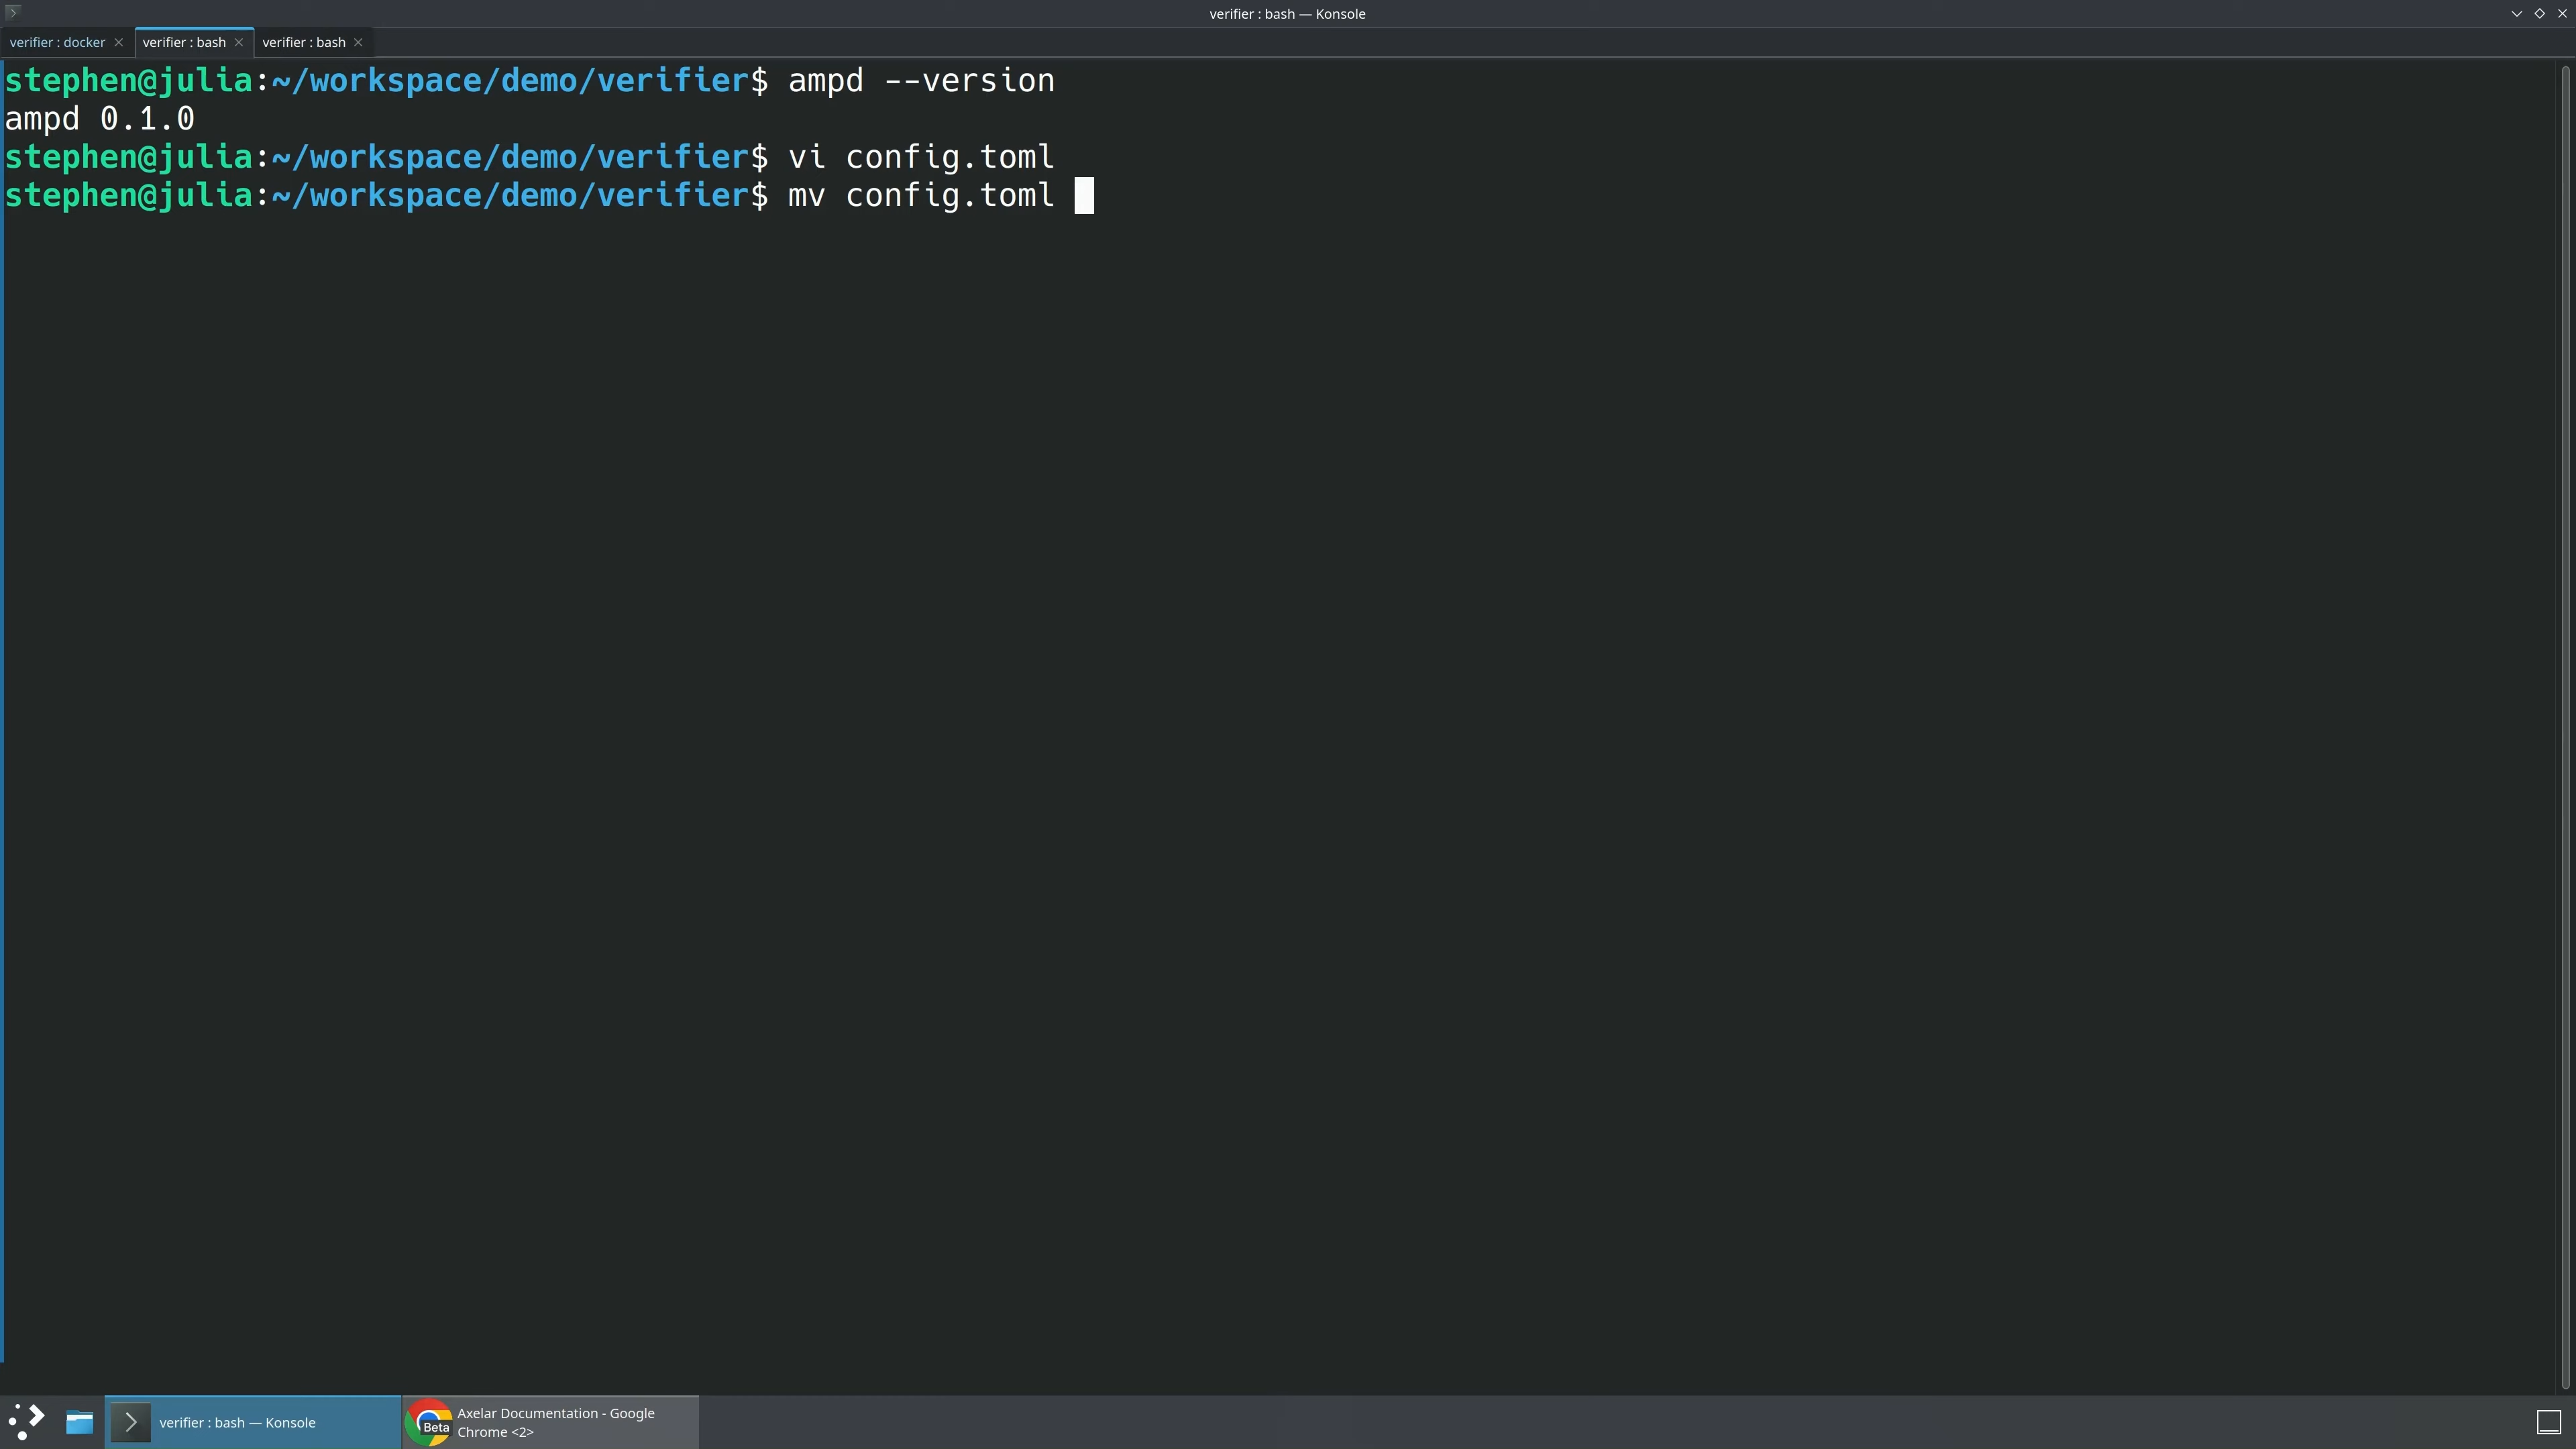 verifier : bash — Konsole
verifier : docker
verifier : bash
verifier : bash
stephen@julia:~/workspace/demo/verifier$ ampd --version
ampd 0.1.0
stephen@julia:~/workspace/demo/verifier$ vi config.toml
stephen@julia:~/workspace/demo/verifier$ mv config.toml
verifier : bash — Konsole
Beta
Axelar Documentation - Google
Chrome <2>